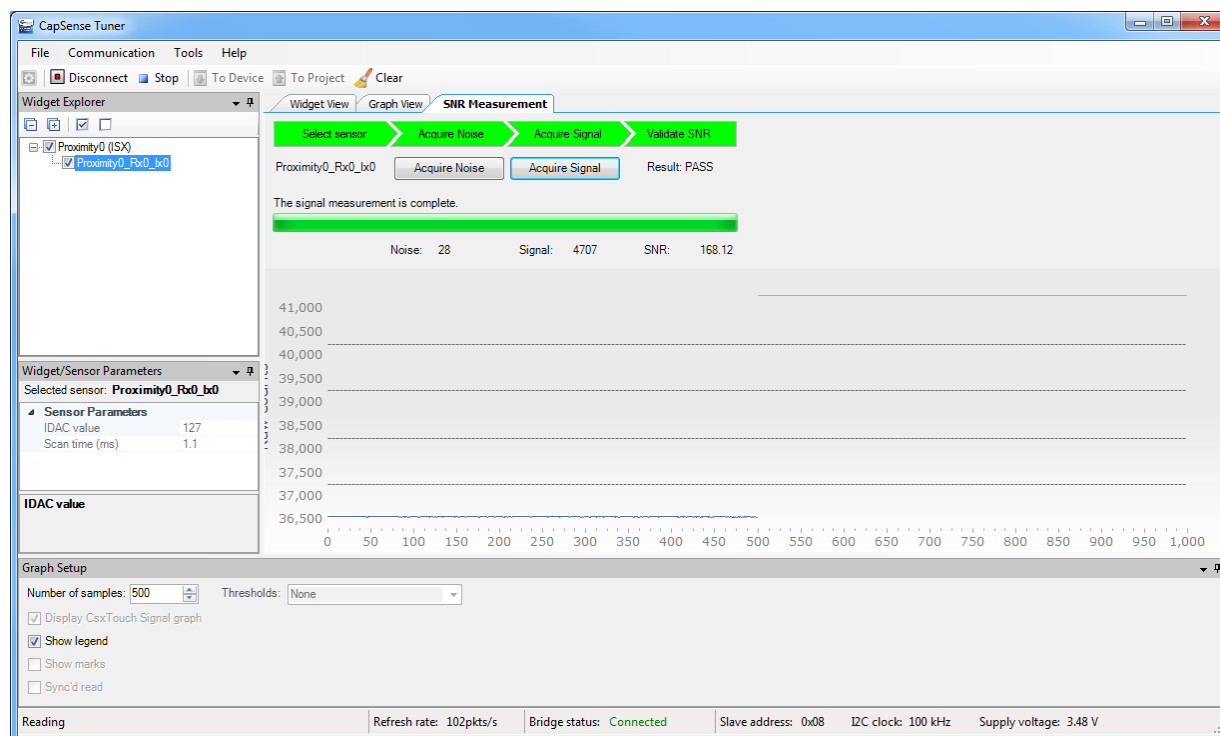 CapSense Tuner
File Communication Tools Help
Disconnect Stop To Device To Project Clear
Widget Explorer
Widget View Graph View SNR Measurement
Select sensor Acquire Noise Acquire Signal Validate SNR
Proximity0 (ISX)
Proximity0_Rx0_Ix0
Proximity0_Rx0_Ix0 Acquire Noise Acquire Signal Result: PASS
The signal measurement is complete.
Noise: 28 Signal: 4707 SNR: 168.12
41,000
40,500
40,000
39,500
39,000
38,500
38,000
37,500
37,000
36,500
0 50 100 150 200 250 300 350 400 450 500 550 600 650 700 750 800 850 900 950 1,000
Widget/Sensor Parameters
Selected sensor: Proximity0_Rx0_Ix0
Sensor Parameters
IDAC value 127
Scan time (ms) 1.1
IDAC value
Graph Setup
Number of samples: 500 Thresholds: None
Display CsxTouch Signal graph
Show legend
Show marks
Sync'd read
Reading Refresh rate: 102pkts/s Bridge status: Connected Slave address: 0x08 I2C clock: 100 kHz Supply voltage: 3.48 V